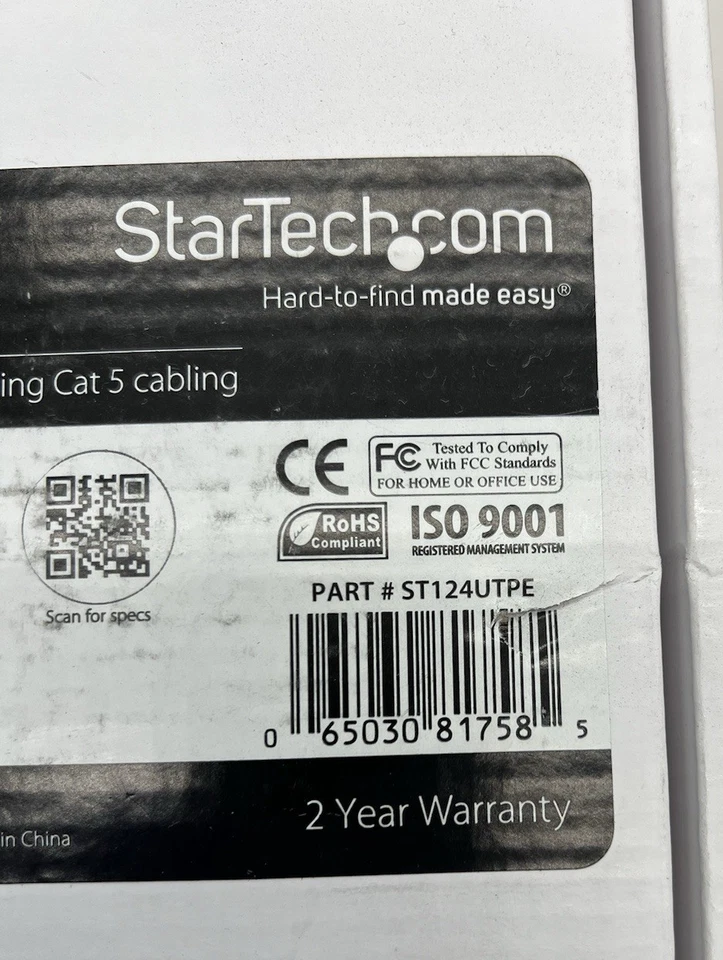 StarTech.com
Hard-to-find made easy®
ing Cat 5 cabling
CE
FC Tested To Comply
With FCC Standards
FOR HOME OR OFFICE USE
RoHS
Compliant
ISO 9001
REGISTERED MANAGEMENT SYSTEM
Scan for specs
PART # ST124UTPE
0 65030 81758 5
2 Year Warranty
in China